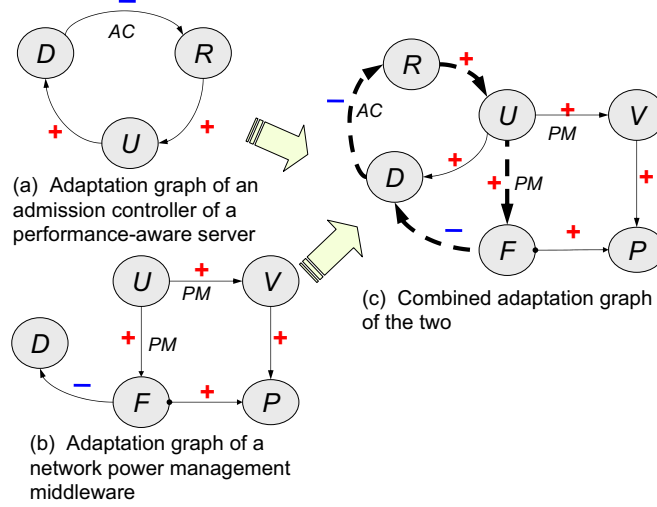 −
D
AC
R
+
+
U
(a) Adaptation graph of an
admission controller of a
performance-aware server
R
+
−
AC
U
+
V
PM
+
D
+
PM
+
−
F
+
P
(c) Combined adaptation graph
of the two
U
+
V
PM
D
+
PM
+
−
F
+
P
(b) Adaptation graph of a
network power management
middleware